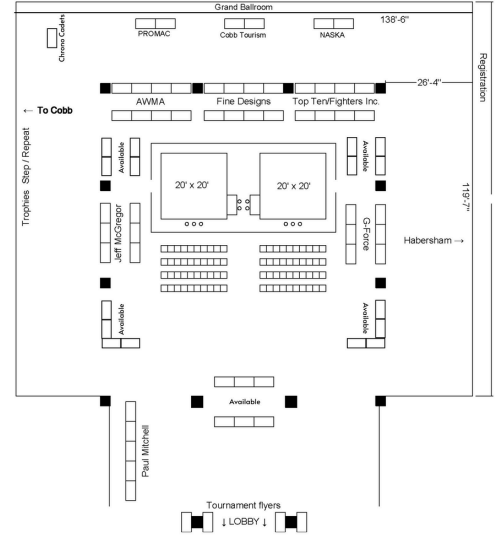 Grand Ballroom
138'-6"
Chrono Cadets
PROMAC
Cobb Tourism
NASKA
Registration
26'-4"
AWMA
Fine Designs
Top Ten/Fighters Inc.
← To Cobb
Trophies Step / Repeat
Available
Available
20' x 20'
20' x 20'
119'-7"
Jeff McGregor
G-Force
Habersham →
Available
Available
Available
Paul Mitchell
Tournament flyers
↓ LOBBY ↓